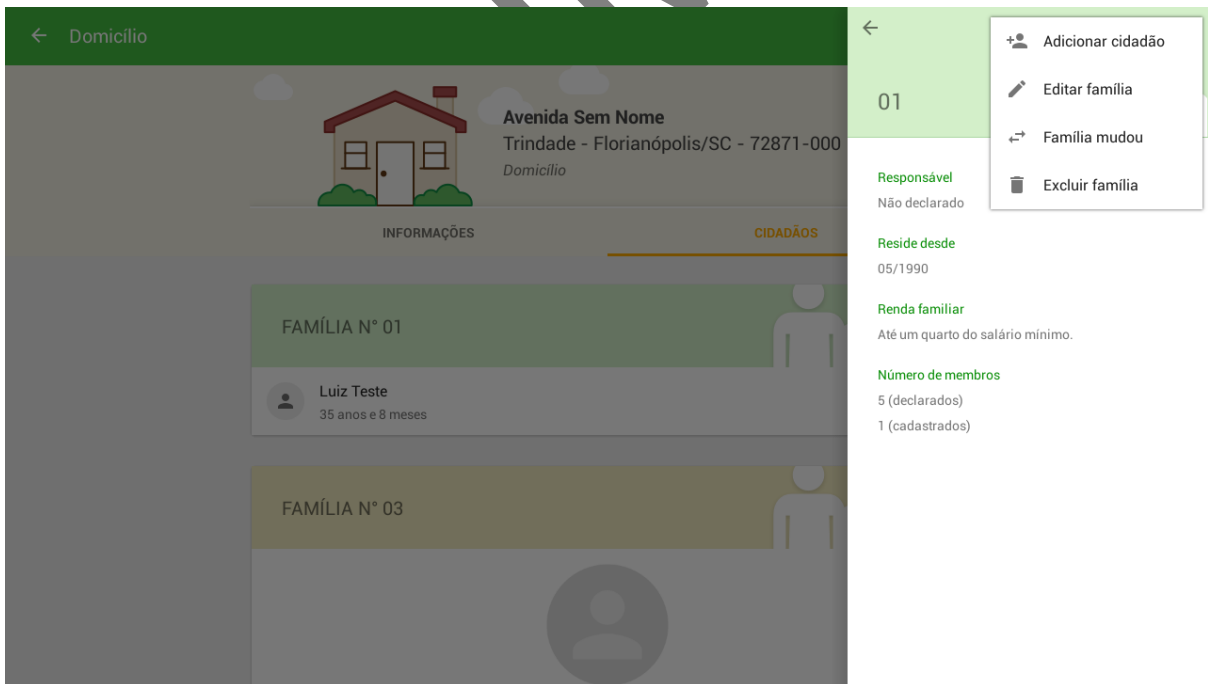 Domicílio
Avenida Sem Nome
Trindade - Florianópolis/SC - 72871-000
Domicílio
INFORMAÇÕES
CIDADÃOS
FAMÍLIA N° 01
Luiz Teste
35 anos e 8 meses
FAMÍLIA N° 03
01
Adicionar cidadão
Editar família
Família mudou
Excluir família
Responsável
Não declarado
Reside desde
05/1990
Renda familiar
Até um quarto do salário mínimo.
Número de membros
5 (declarados)
1 (cadastrados)